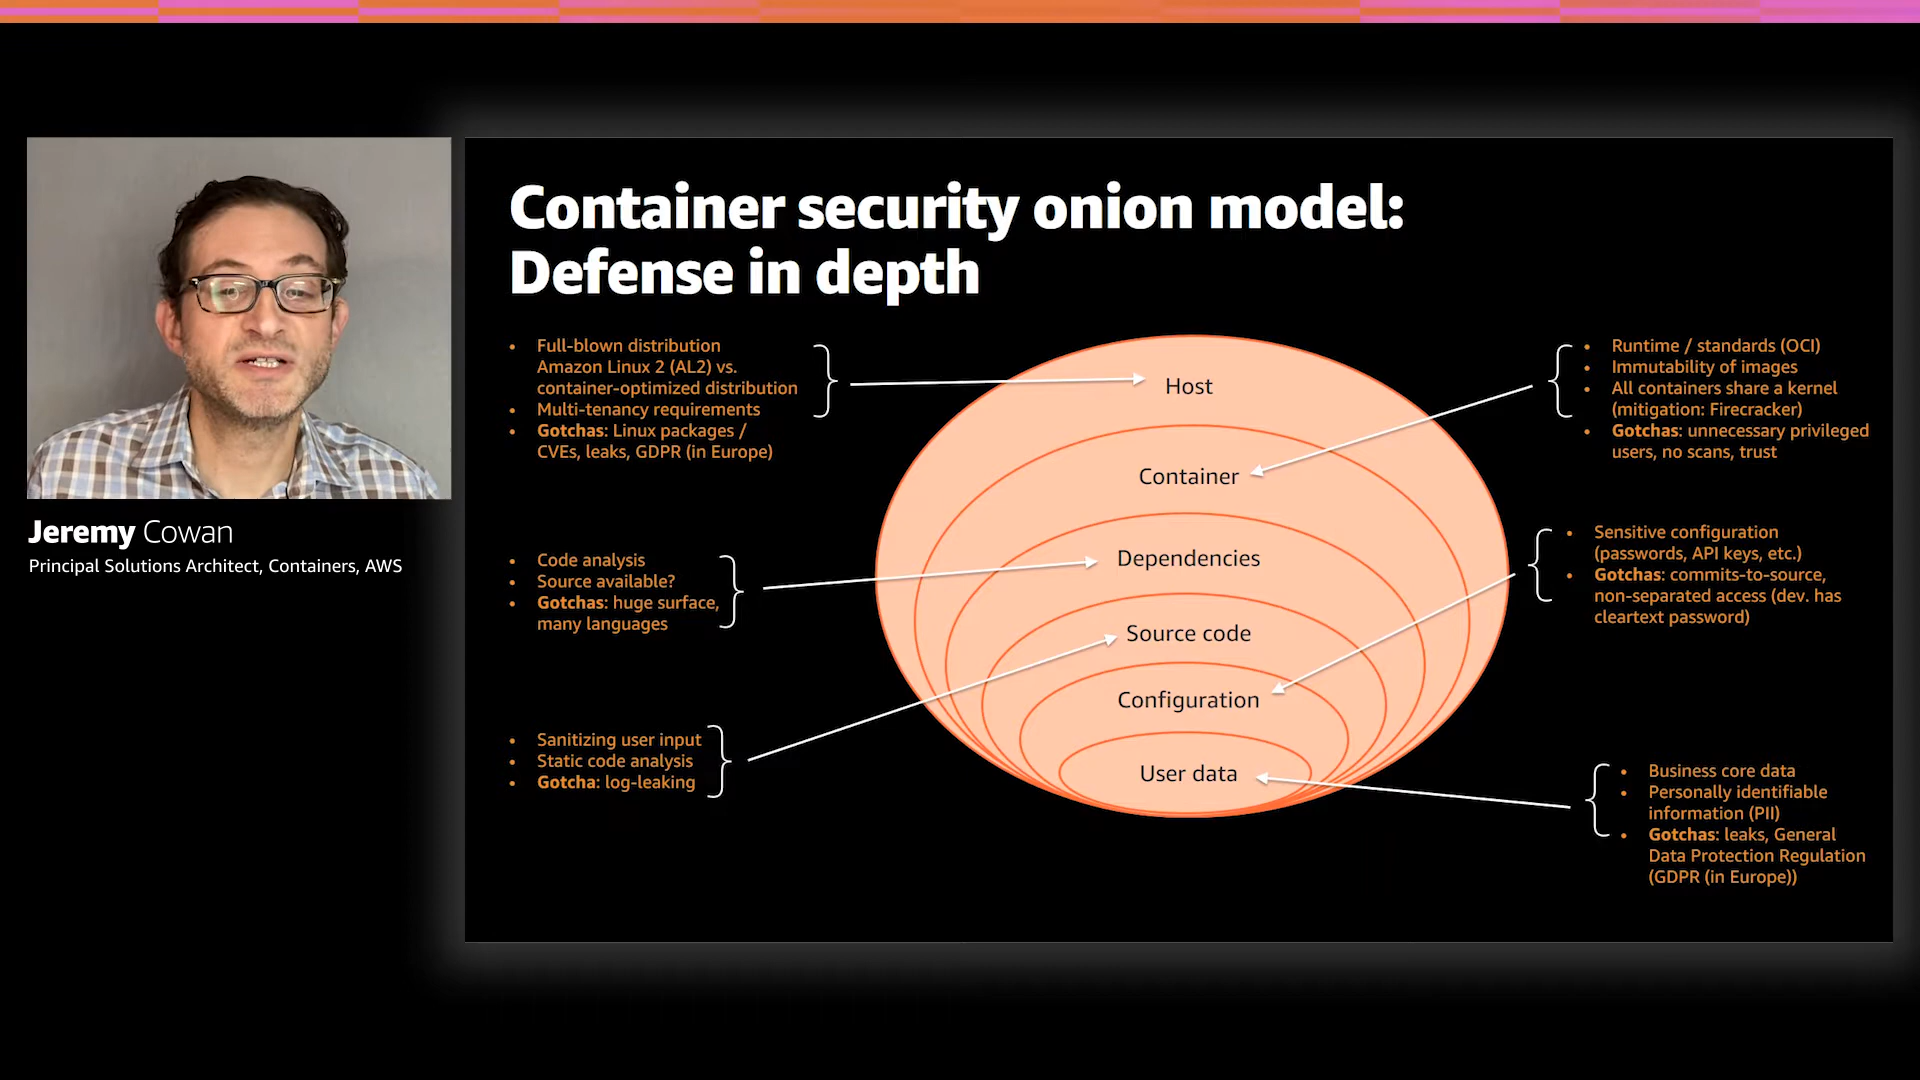 Container security onion model:
Defense in depth
• Full-blown distribution
Amazon Linux 2 (AL2) vs.
container-optimized distribution
• Multi-tenancy requirements
• Gotchas: Linux packages /
CVEs, leaks, GDPR (in Europe)
• Code analysis
• Source available?
• Gotchas: huge surface,
many languages
• Sanitizing user input
• Static code analysis
• Gotcha: log-leaking
Host
Container
Dependencies
Source code
Configuration
User data
• Runtime / standards (OCI)
• Immutability of images
• All containers share a kernel
(mitigation: Firecracker)
• Gotchas: unnecessary privileged
users, no scans, trust
• Sensitive configuration
(passwords, API keys, etc.)
• Gotchas: commits-to-source,
non-separated access (dev. has
cleartext password)
• Business core data
• Personally identifiable
information (PII)
• Gotchas: leaks, General
Data Protection Regulation
(GDPR (in Europe))
Jeremy Cowan
Principal Solutions Architect, Containers, AWS